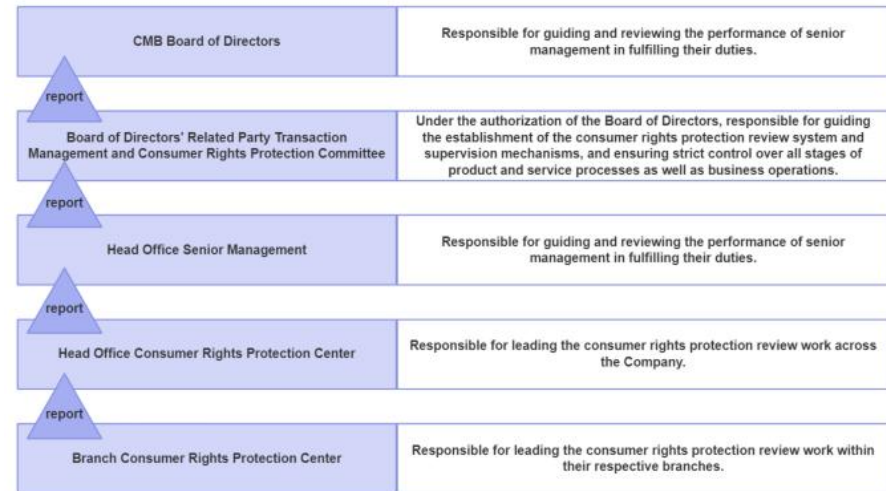 CMB Board of Directors
Responsible for guiding and reviewing the performance of senior
management in fulfilling their duties.
report
Board of Directors' Related Party Transaction
Management and Consumer Rights Protection Committee
Under the authorization of the Board of Directors, responsible for guiding
the establishment of the consumer rights protection review system and
supervision mechanisms, and ensuring strict control over all stages of
product and service processes as well as business operations.
report
Head Office Senior Management
Responsible for guiding and reviewing the performance of senior
management in fulfilling their duties.
report
Head Office Consumer Rights Protection Center
Responsible for leading the consumer rights protection review work across
the Company.
report
Branch Consumer Rights Protection Center
Responsible for leading the consumer rights protection review work within
their respective branches.